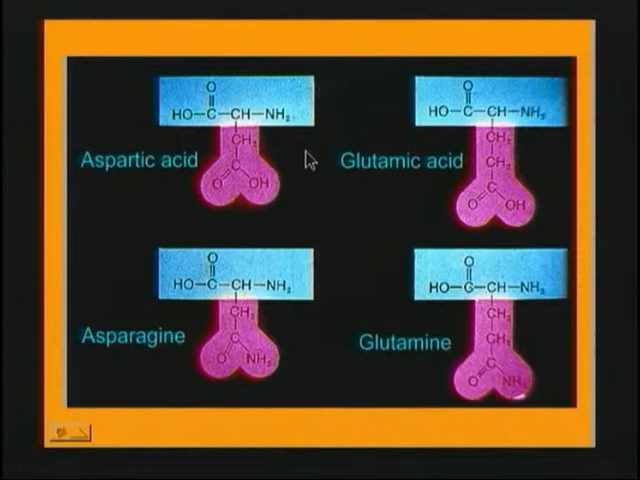 O
HO—C—CH—NH₂
CH₂
C
O OH
Aspartic acid
O
HO—C—CH—NH₂
CH₂
CH₂
C
O OH
Glutamic acid
O
HO—C—CH—NH₂
CH₂
C
O NH₂
Asparagine
O
HO—C—CH—NH₂
CH₂
CH₂
C
O NH₂
Glutamine